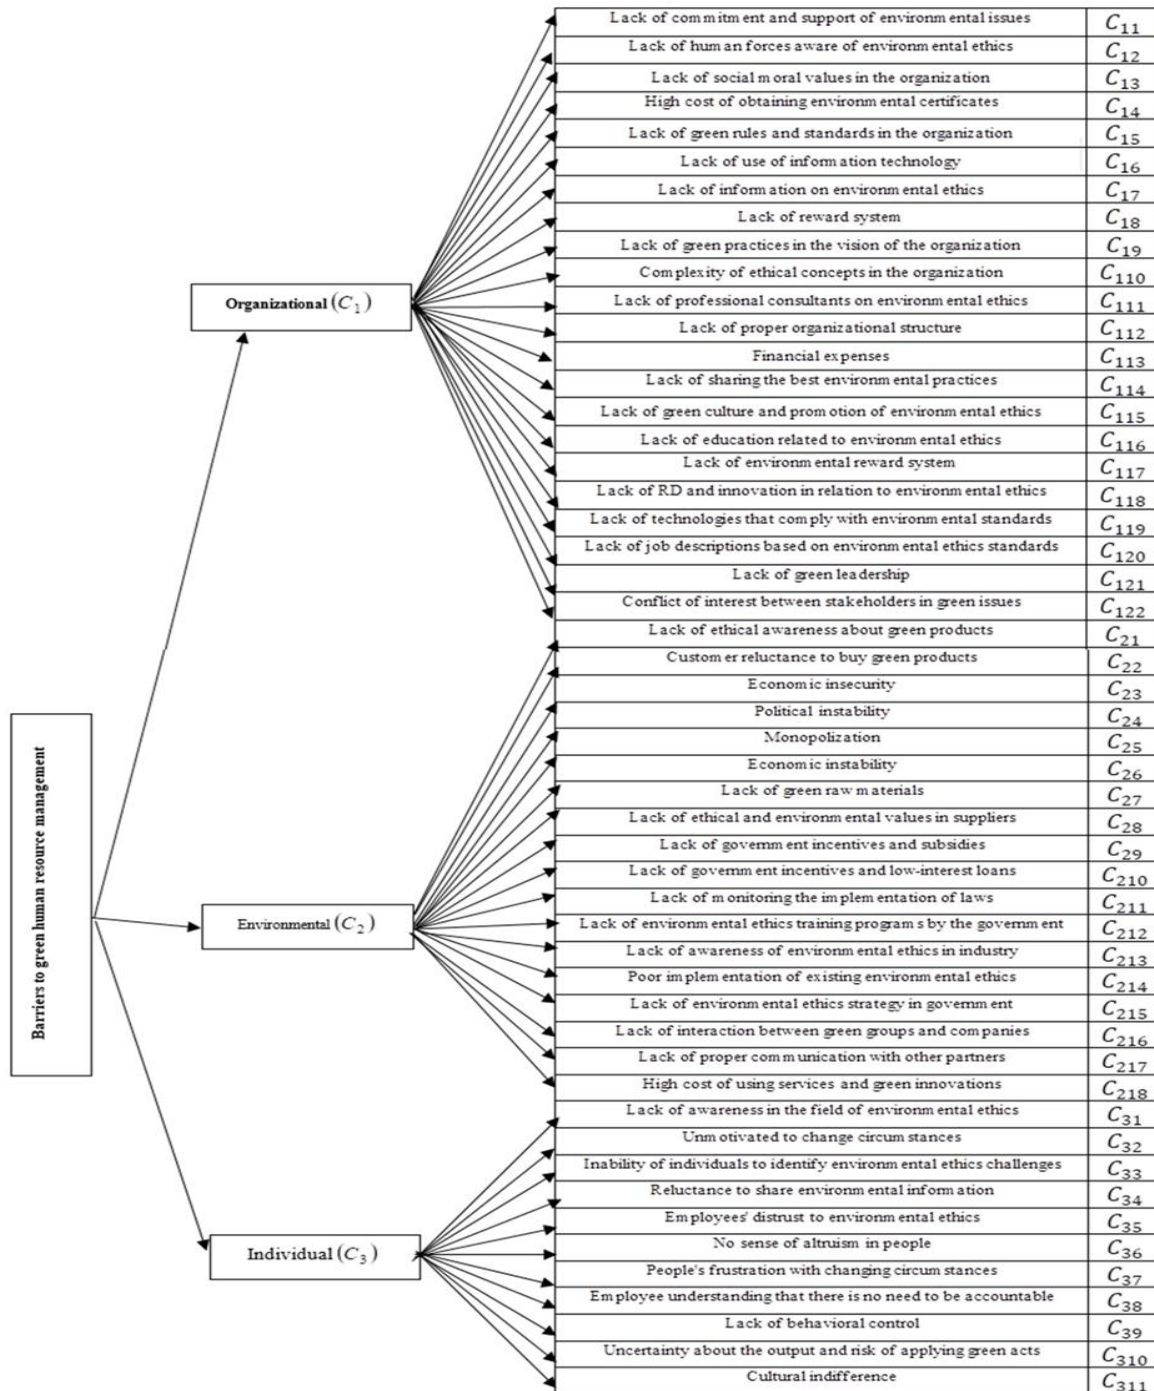 Barriers to green human resource management
Organizational (C₁)
Lack of commitment and support of environmental issues C₁₁
Lack of human forces aware of environmental ethics C₁₂
Lack of social moral values in the organization C₁₃
High cost of obtaining environmental certificates C₁₄
Lack of green rules and standards in the organization C₁₅
Lack of use of information technology C₁₆
Lack of information on environmental ethics C₁₇
Lack of reward system C₁₈
Lack of green practices in the vision of the organization C₁₉
Complexity of ethical concepts in the organization C₁₁₀
Lack of professional consultants on environmental ethics C₁₁₁
Lack of proper organizational structure C₁₁₂
Financial expenses C₁₁₃
Lack of sharing the best environmental practices C₁₁₄
Lack of green culture and promotion of environmental ethics C₁₁₅
Lack of education related to environmental ethics C₁₁₆
Lack of environmental reward system C₁₁₇
Lack of RD and innovation in relation to environmental ethics C₁₁₈
Lack of technologies that comply with environmental standards C₁₁₉
Lack of job descriptions based on environmental ethics standards C₁₂₀
Lack of green leadership C₁₂₁
Conflict of interest between stakeholders in green issues C₁₂₂
Environmental (C₂)
Lack of ethical awareness about green products C₂₁
Customer reluctance to buy green products C₂₂
Economic insecurity C₂₃
Political instability C₂₄
Monopolization C₂₅
Economic instability C₂₆
Lack of green raw materials C₂₇
Lack of ethical and environmental values in suppliers C₂₈
Lack of government incentives and subsidies C₂₉
Lack of government incentives and low-interest loans C₂₁₀
Lack of monitoring the implementation of laws C₂₁₁
Lack of environmental ethics training programs by the government C₂₁₂
Lack of awareness of environmental ethics in industry C₂₁₃
Poor implementation of existing environmental ethics C₂₁₄
Lack of environmental ethics strategy in government C₂₁₅
Lack of interaction between green groups and companies C₂₁₆
Lack of proper communication with other partners C₂₁₇
High cost of using services and green innovations C₂₁₈
Individual (C₃)
Lack of awareness in the field of environmental ethics C₃₁
Unmotivated to change circumstances C₃₂
Inability of individuals to identify environmental ethics challenges C₃₃
Reluctance to share environmental information C₃₄
Employees' distrust to environmental ethics C₃₅
No sense of altruism in people C₃₆
People's frustration with changing circumstances C₃₇
Employee understanding that there is no need to be accountable C₃₈
Lack of behavioral control C₃₉
Uncertainty about the output and risk of applying green acts C₃₁₀
Cultural indifference C₃₁₁